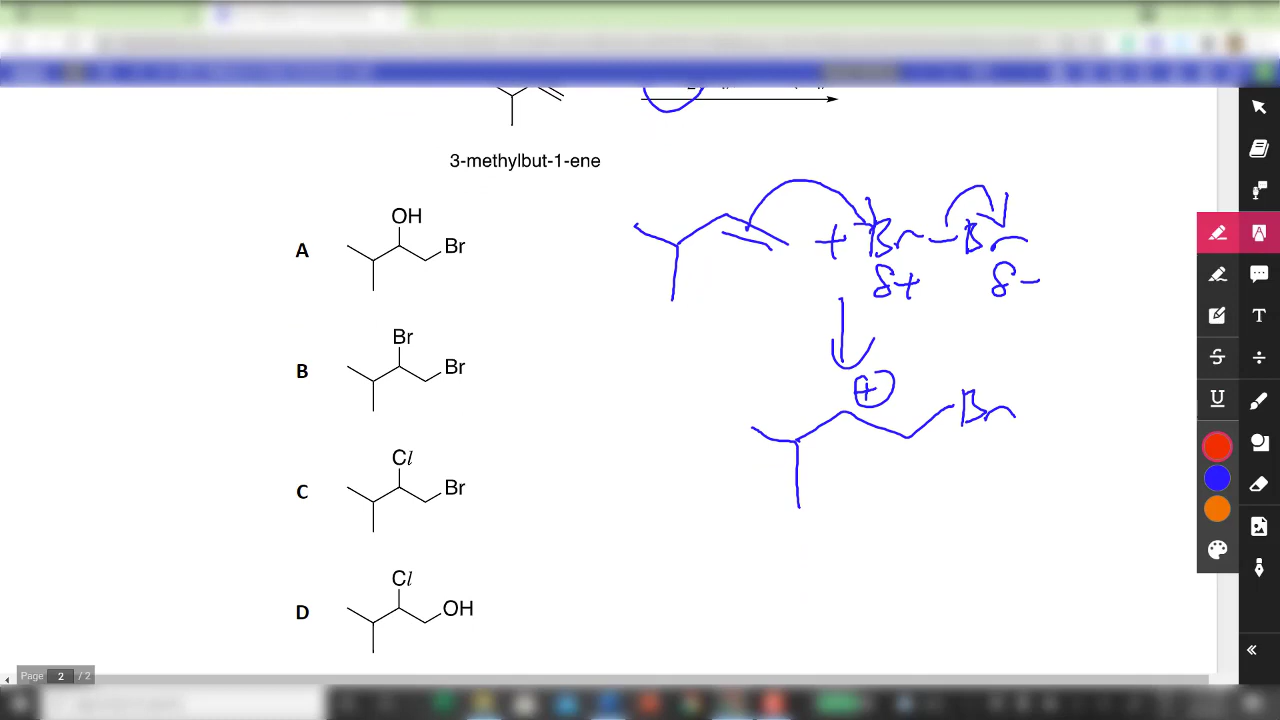 3-methylbut-1-ene
OH
A
Br
Br
B
Br
Cl
C
Br
Cl
D
OH
+ Br – Br
δ+ δ–
+
Br
T
S
U
Page 2 / 2